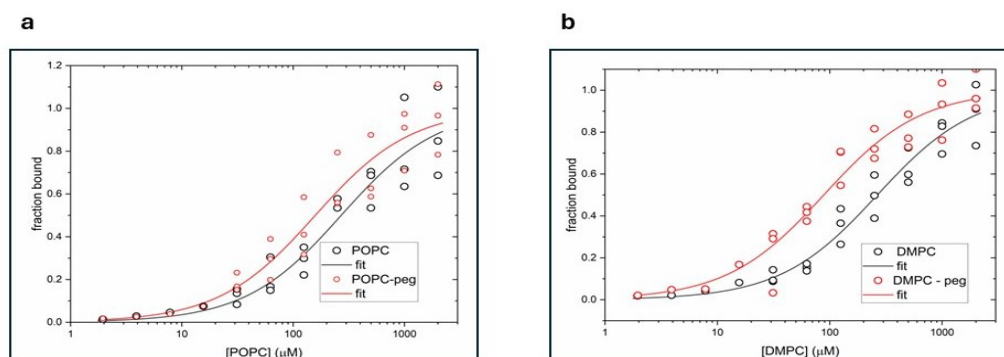 a
fraction bound
1.2
1.0
0.8
0.6
0.4
0.2
0.0
POPC
fit
POPC-peg
fit
1
10
100
1000
[POPC] (μM)
b
fraction bound
1.0
0.8
0.6
0.4
0.2
0.0
DMPC
fit
DMPC - peg
fit
1
10
100
1000
[DMPC] (μM)